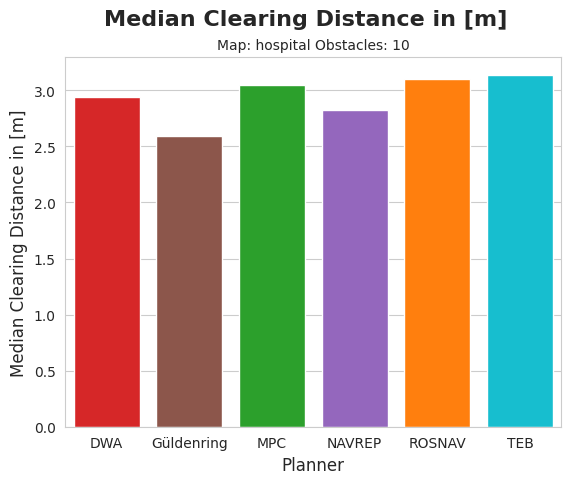 Median Clearing Distance in [m]
Map: hospital Obstacles: 10
Median Clearing Distance in [m]
3.0
2.5
2.0
1.5
1.0
0.5
0.0
DWA Güldenring MPC NAVREP ROSNAV TEB
Planner